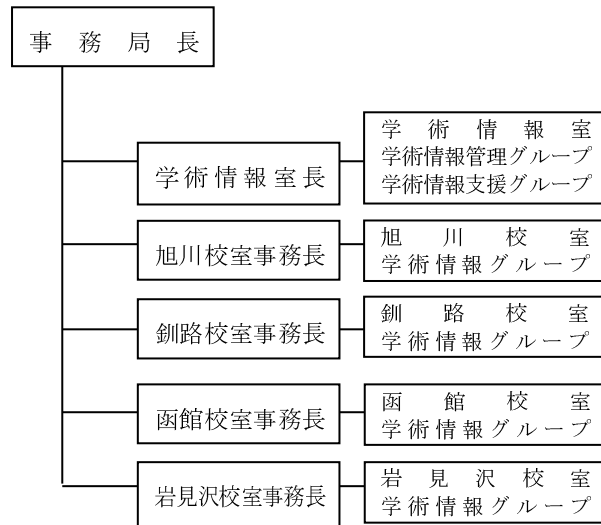 事務局長
学術情報室長
学術情報室
学術情報管理グループ
学術情報支援グループ
旭川校室事務長
旭川校室
学術情報グループ
釧路校室事務長
釧路校室
学術情報グループ
函館校室事務長
函館校室
学術情報グループ
岩見沢校室事務長
岩見沢校室
学術情報グループ